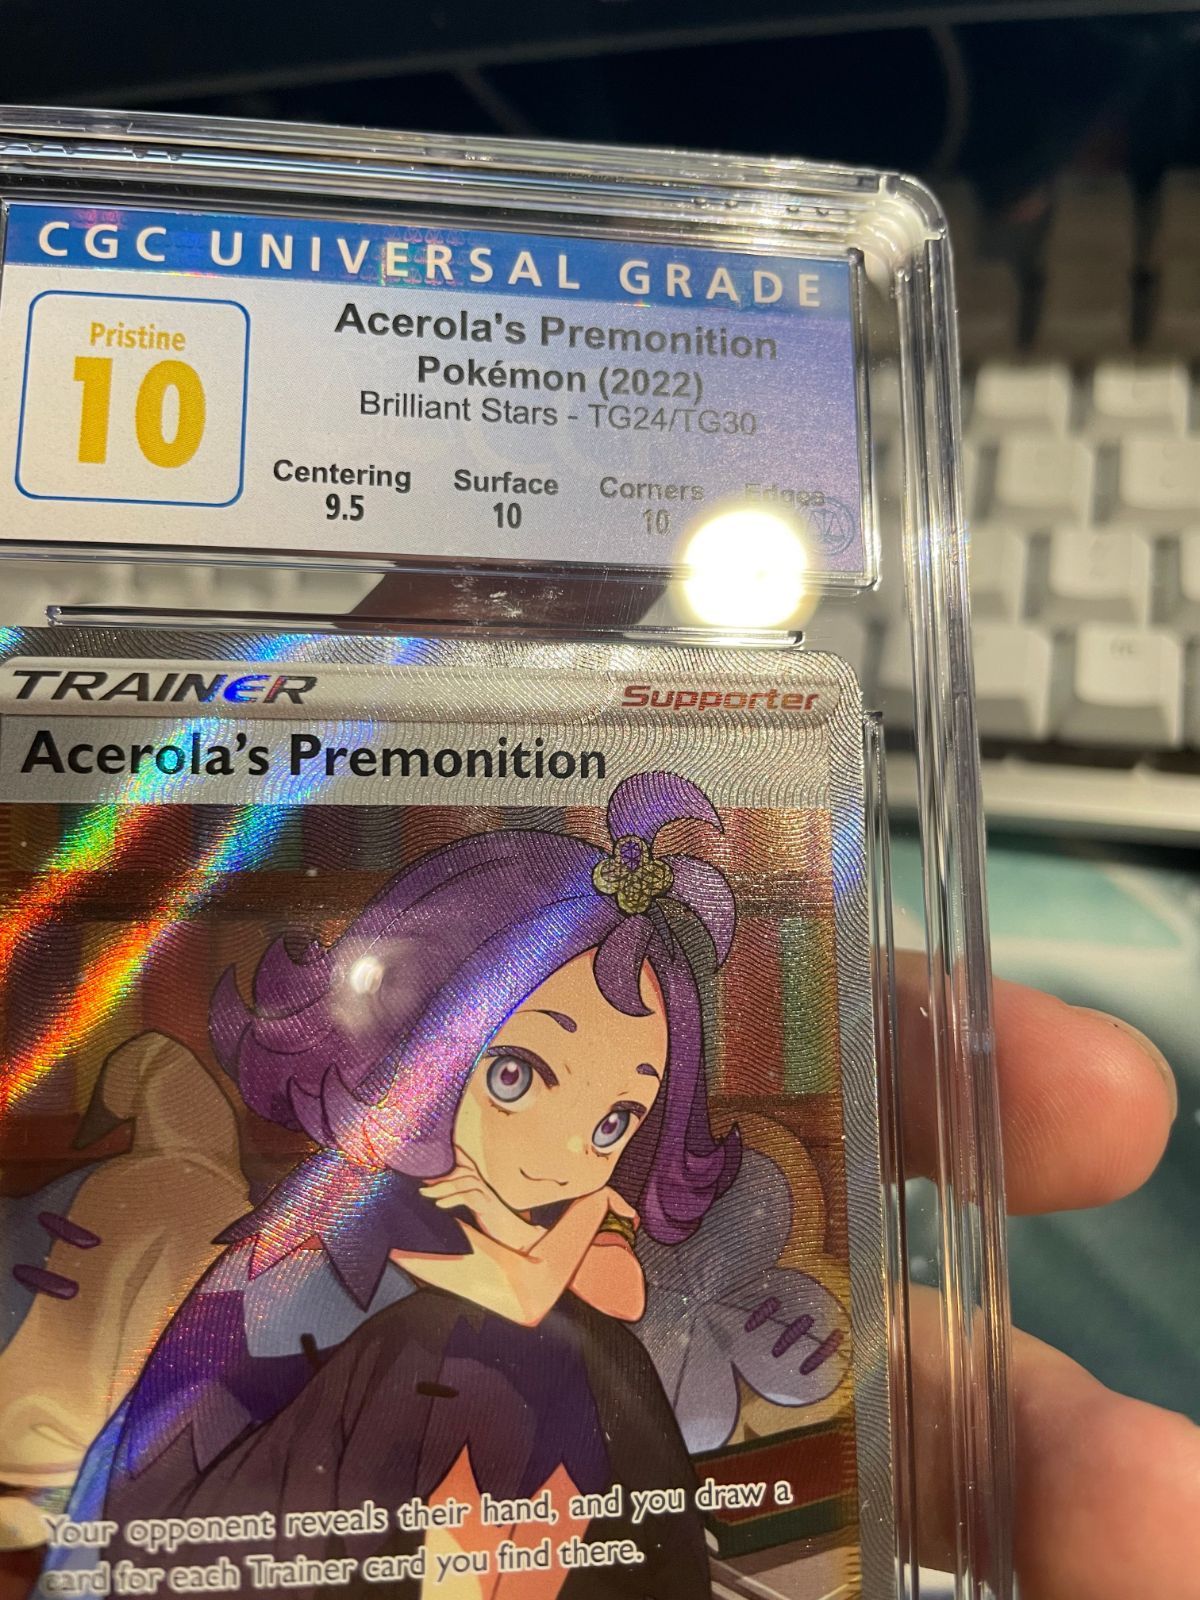 CGC UNIVERSAL GRADE
Pristine
10
Acerola's Premonition
Pokémon (2022)
Brilliant Stars - TG24/TG30
Centering Surface Corners Edges
9.5 10 10
TRAINER Supporter
Acerola's Premonition
Your opponent reveals their hand, and you draw a
card for each Trainer card you find there.